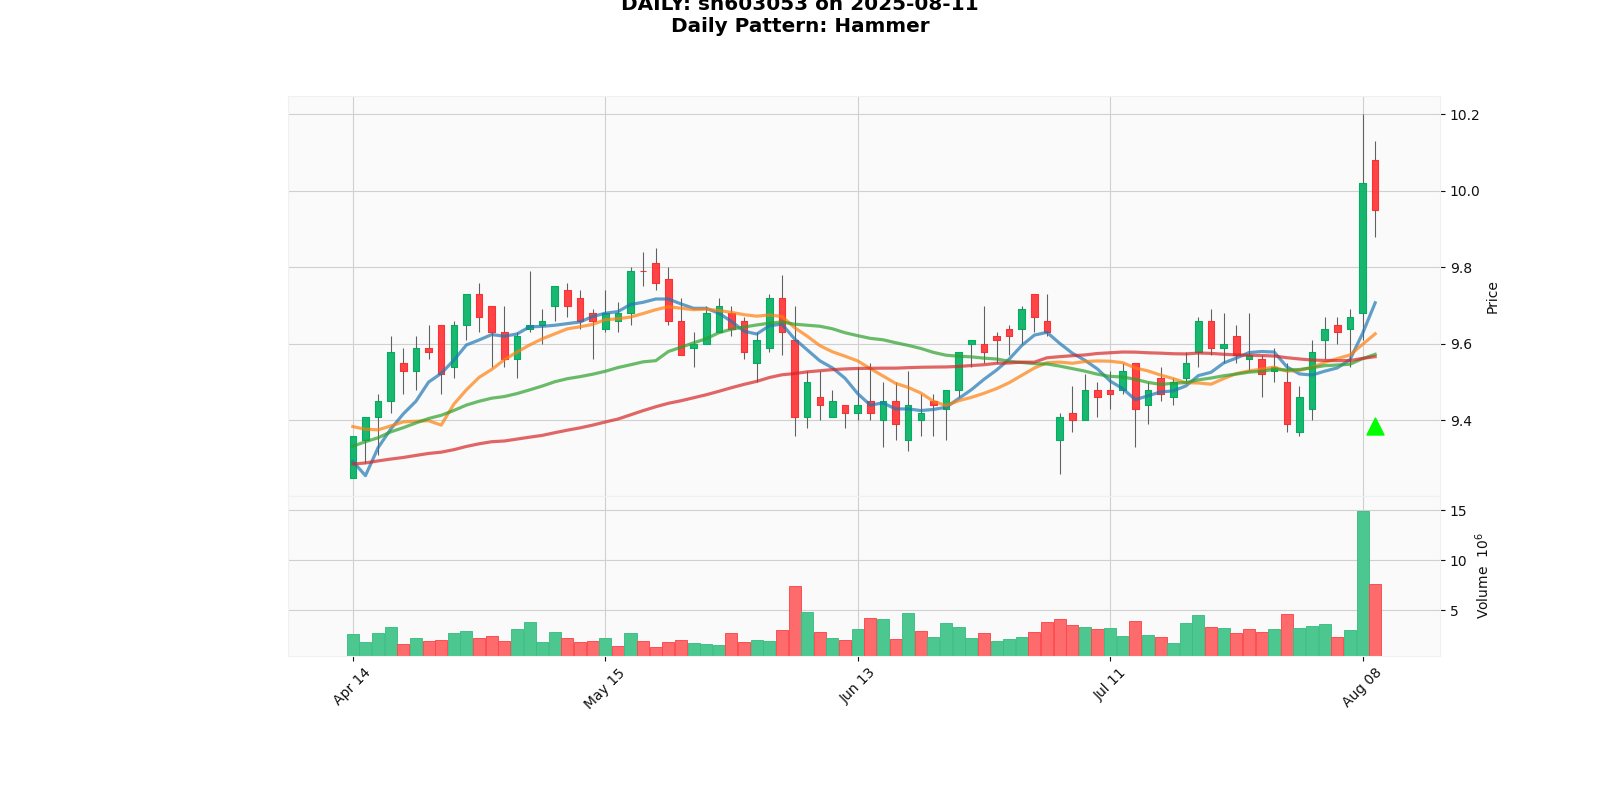 DAILY: sh603053 on 2025-08-11
Daily Pattern: Hammer
10.2
10.0
9.8
9.6
9.4
Price
15
10
5
Volume 10^6
Apr 14
May 15
Jun 13
Jul 11
Aug 08